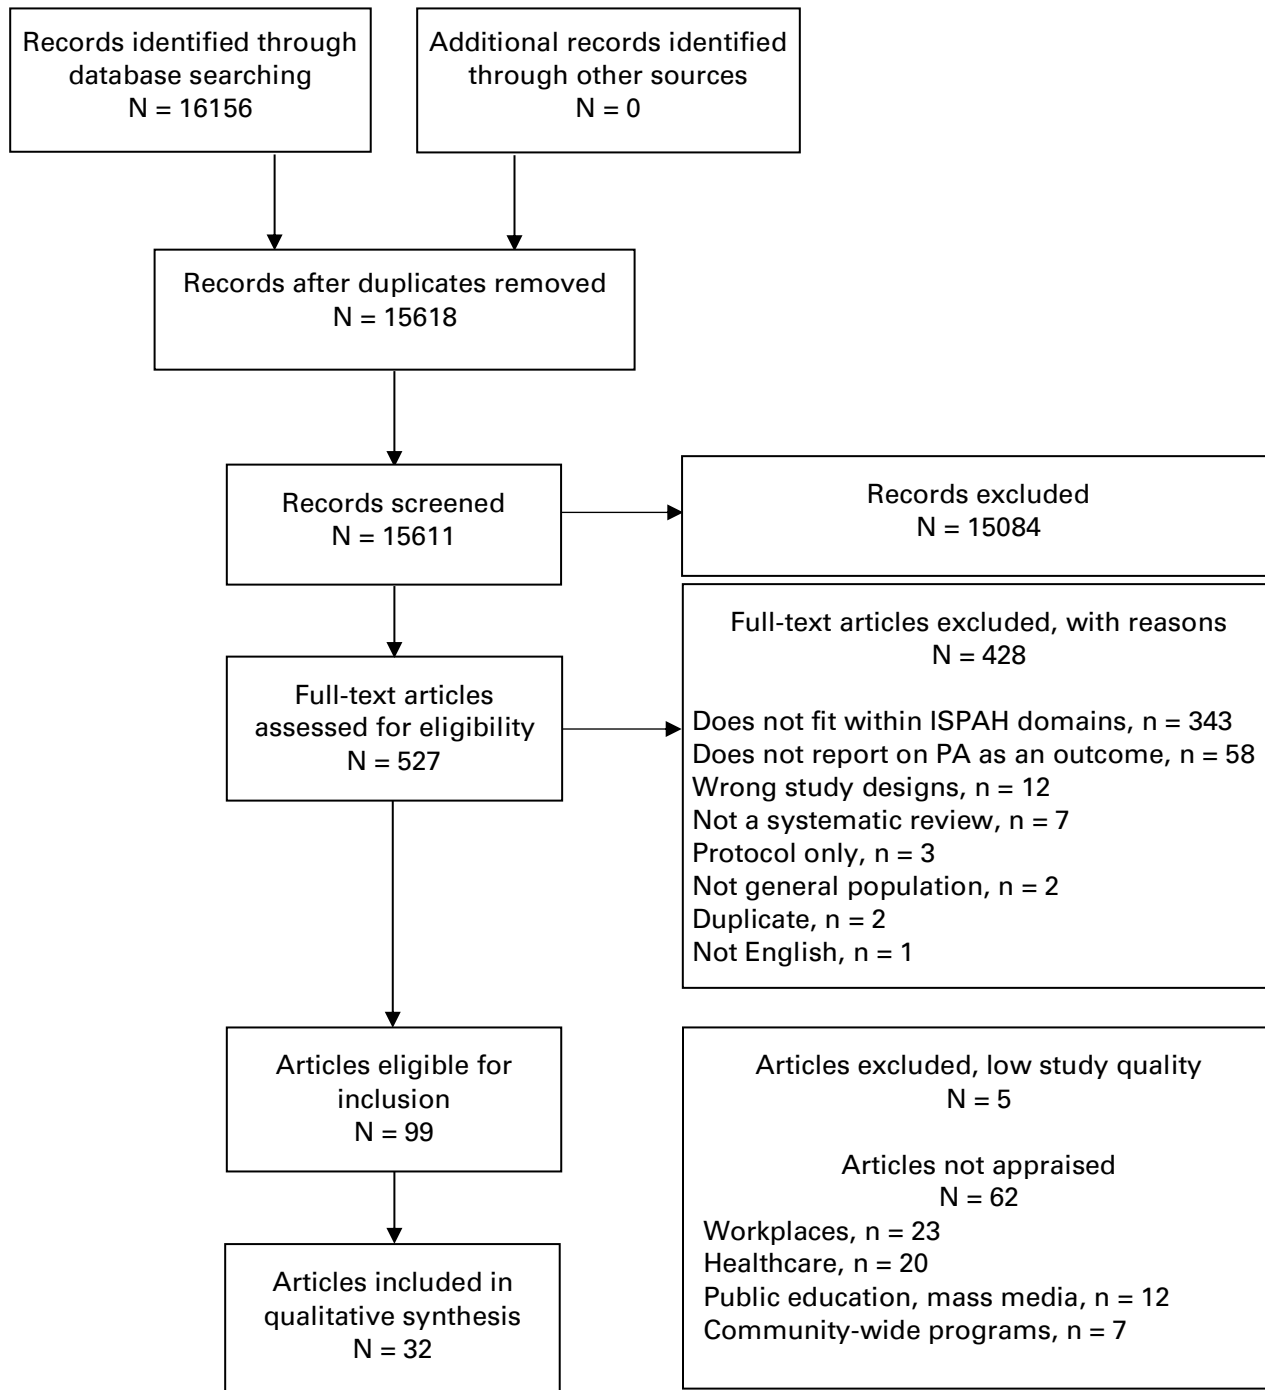 Records identified through
database searching
N = 16156
Additional records identified
through other sources
N = 0
Records after duplicates removed
N = 15618
Records screened
N = 15611
Records excluded
N = 15084
Full-text articles
assessed for eligibility
N = 527
Full-text articles excluded, with reasons
N = 428
Does not fit within ISPAH domains, n = 343
Does not report on PA as an outcome, n = 58
Wrong study designs, n = 12
Not a systematic review, n = 7
Protocol only, n = 3
Not general population, n = 2
Duplicate, n = 2
Not English, n = 1
Articles eligible for
inclusion
N = 99
Articles excluded, low study quality
N = 5
Articles not appraised
N = 62
Workplaces, n = 23
Healthcare, n = 20
Public education, mass media, n = 12
Community-wide programs, n = 7
Articles included in
qualitative synthesis
N = 32